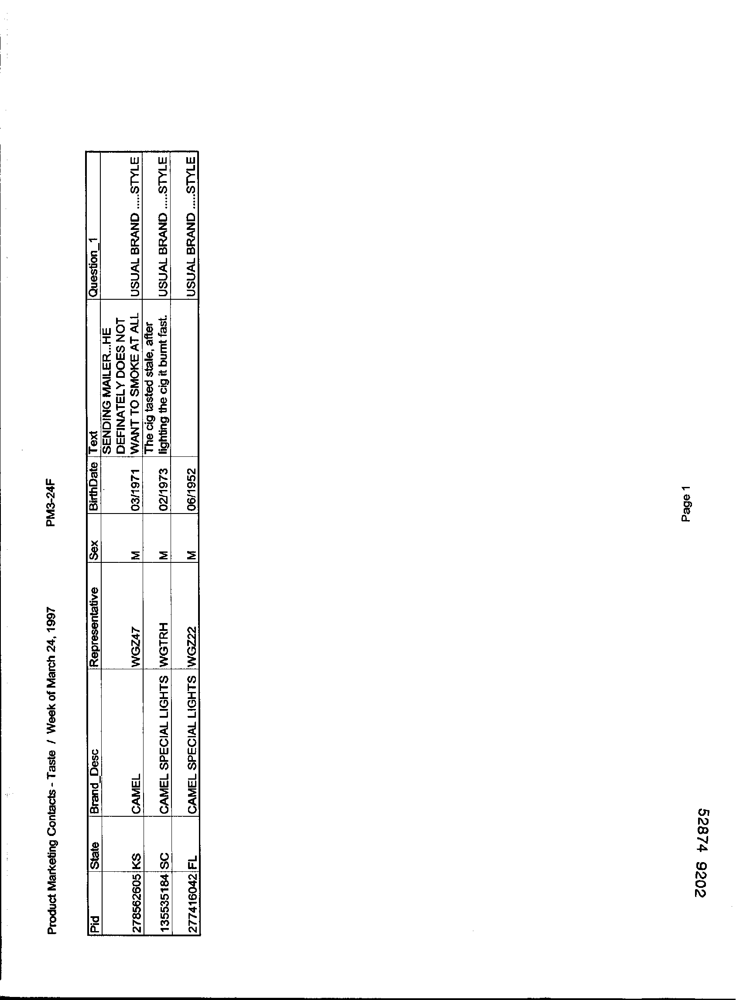 Product Marketing Contacts - Taste / Week of March 24, 1997 PM3-24F
Pid State Brand_Desc Representative Sex BirthDate Text Question_1
SENDING MAILER...HE
DEFINATELY DOES NOT
278562605 KS CAMEL WGZ47 M 03/1971 WANT TO SMOKE AT ALL USUAL BRAND .....STYLE
The cig tasted stale, after
135535184 SC CAMEL SPECIAL LIGHTS WGTRH M 02/1973 lighting the cig it burnt fast. USUAL BRAND .....STYLE
277416042 FL CAMEL SPECIAL LIGHTS WGZ22 M 06/1952 USUAL BRAND .....STYLE
Page 1
52874 9202